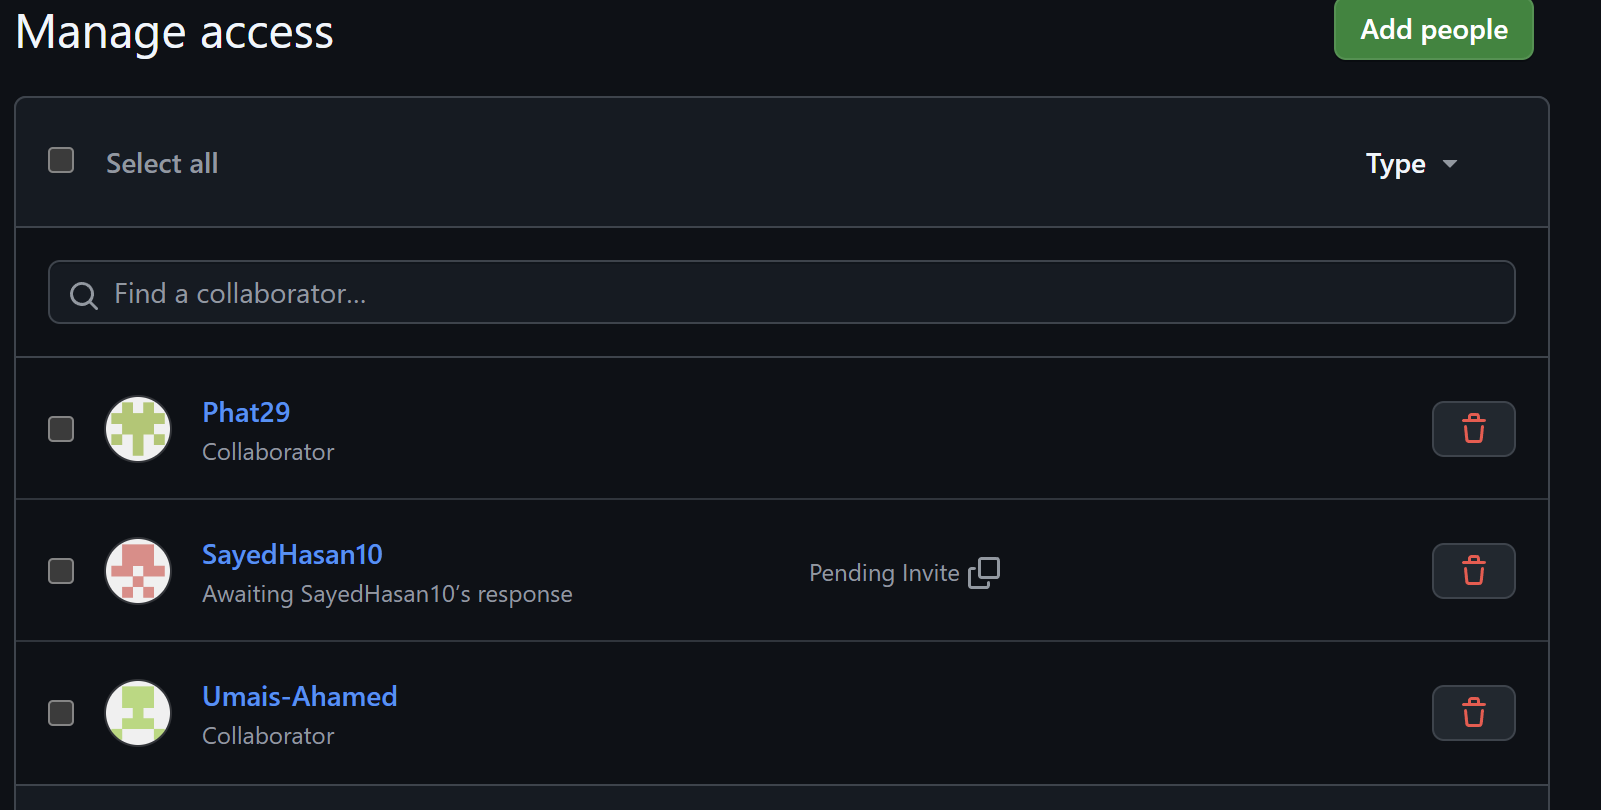 Manage access
Add people
Select all
Type
Find a collaborator...
Phat29
Collaborator
SayedHasan10
Awaiting SayedHasan10’s response
Pending Invite
Umais-Ahamed
Collaborator